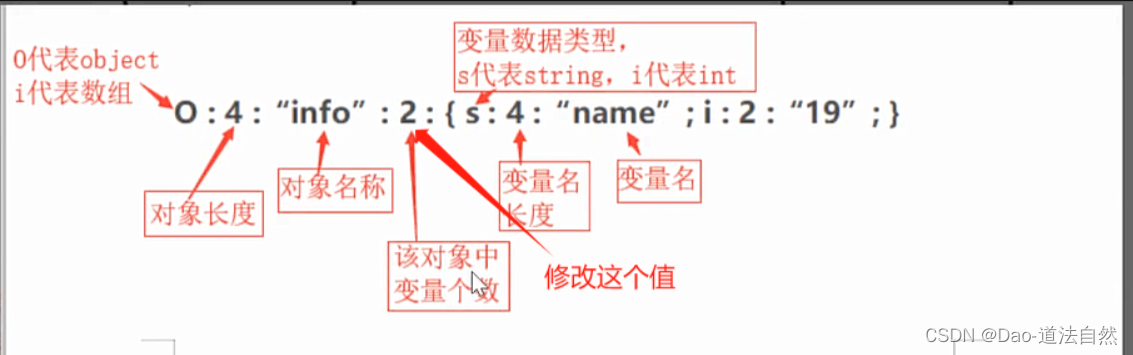 O代表object
i代表数组
变量数据类型，
s代表string，i代表int
O : 4 : “info” : 2 : { s : 4 : “name” ; i : 2 : “19” ; }
对象长度
对象名称
该对象中
变量个数
变量名
长度
变量名
修改这个值
CSDN @Dao-道法自然